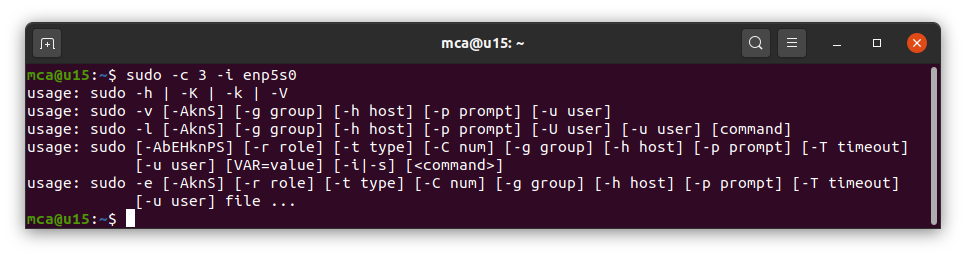 mca@u15: ~
mca@u15:~$ sudo -c 3 -i enp5s0
usage: sudo -h | -K | -k | -V
usage: sudo -v [-AknS] [-g group] [-h host] [-p prompt] [-u user]
usage: sudo -l [-AknS] [-g group] [-h host] [-p prompt] [-U user] [-u user] [command]
usage: sudo [-AbEHknPS] [-r role] [-t type] [-C num] [-g group] [-h host] [-p prompt] [-T timeout]
            [-u user] [VAR=value] [-i|-s] [<command>]
usage: sudo -e [-AknS] [-r role] [-t type] [-C num] [-g group] [-h host] [-p prompt] [-T timeout]
            [-u user] file ...
mca@u15:~$